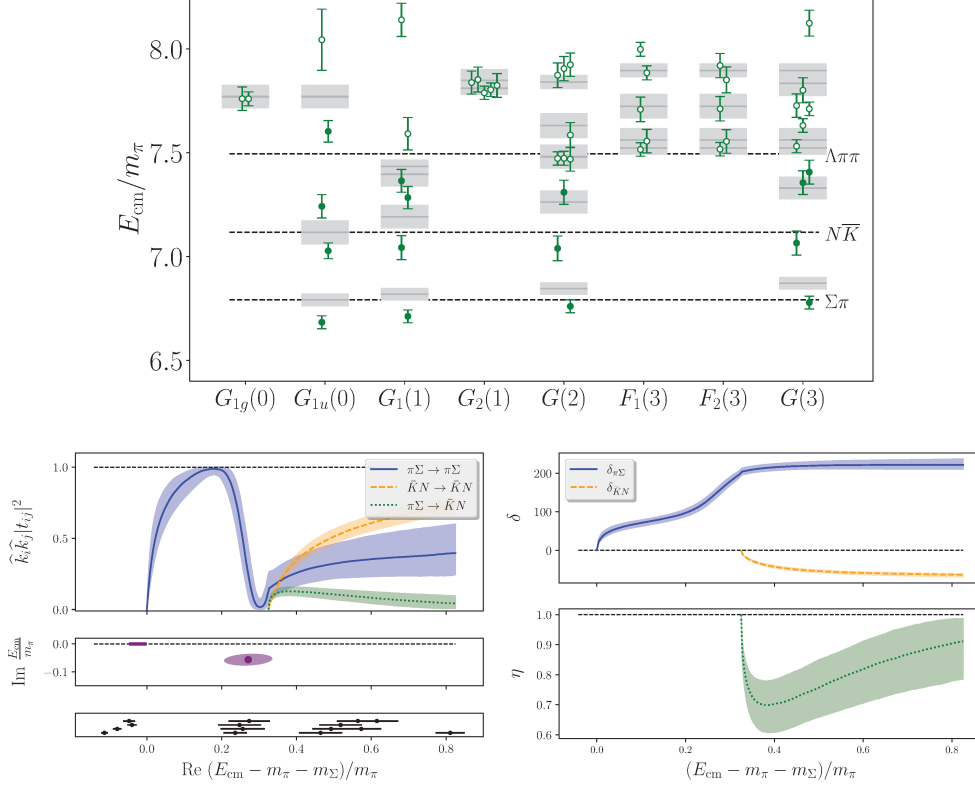 8.0
7.5
7.0
6.5
E_cm/m_π
Λππ
NK̅
Σπ
G_1g(0) G_1u(0) G_1(1) G_2(1) G(2) F_1(3) F_2(3) G(3)
1.0
0.5
0.0
k̂_i k_j|t_ij|^2
πΣ → πΣ
K̄N → K̄N
πΣ → K̄N
0.0
−0.1
Im E_cm/m_π
0.0 0.2 0.4 0.6 0.8
Re (E_cm − m_π − m_Σ)/m_π
200
100
0
δ
δ_πΣ
δ_K̄N
1.0
0.9
0.8
0.7
0.6
η
0.0 0.2 0.4 0.6 0.8
(E_cm − m_π − m_Σ)/m_π